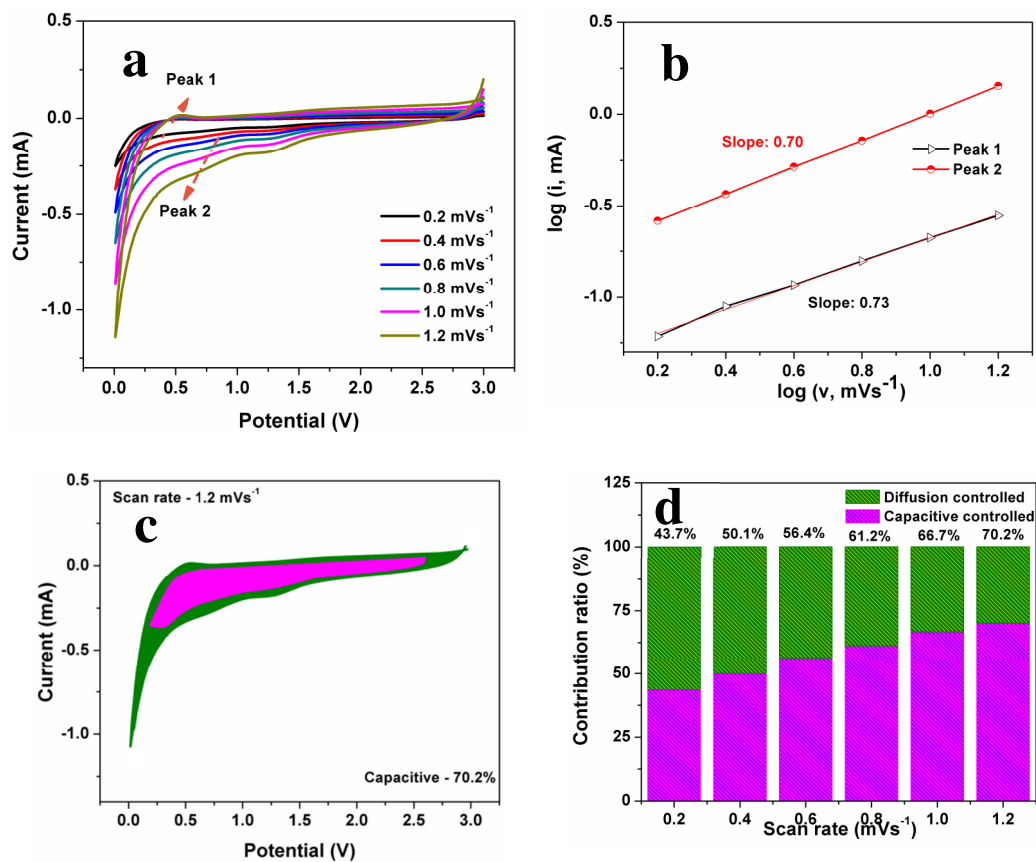 a
Peak 1
Peak 2
0.2 mVs-1
0.4 mVs-1
0.6 mVs-1
0.8 mVs-1
1.0 mVs-1
1.2 mVs-1
0.5
0.0
-0.5
-1.0
0.0 0.5 1.0 1.5 2.0 2.5 3.0
Current (mA)
Potential (V)
b
Slope: 0.70
Peak 1
Peak 2
Slope: 0.73
0.5
0.0
-0.5
-1.0
0.2 0.4 0.6 0.8 1.0 1.2
log (i, mA)
log (v, mVs-1)
Scan rate - 1.2 mVs-1
c
Capacitive - 70.2%
0.5
0.0
-0.5
-1.0
0.0 0.5 1.0 1.5 2.0 2.5 3.0
Current (mA)
Potential (V)
d
Diffusion controlled
Capacitive controlled
43.7% 50.1% 56.4% 61.2% 66.7% 70.2%
125
100
75
50
25
0
0.2 0.4 0.6 0.8 1.0 1.2
Contribution ratio (%)
Scan rate (mVs-1)